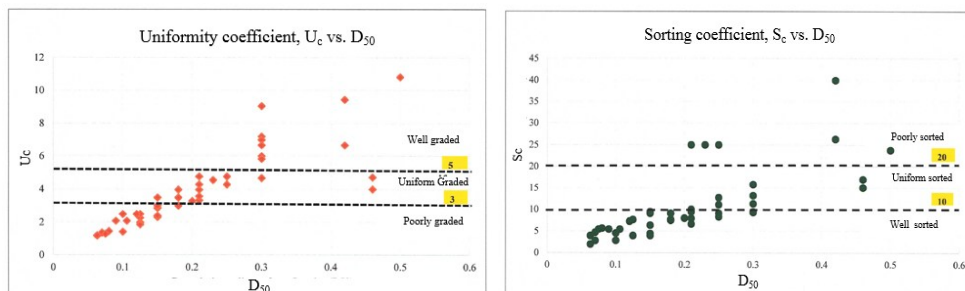 Uniformity coefficient, Uc vs. D50
Uc
12
10
8
6
4
2
0
Well graded
5
Uniform Graded
3
Poorly graded
0
0.1
0.2
0.3
0.4
0.5
0.6
D50
Sorting coefficient, Sc vs. D50
Sc
45
40
35
30
25
20
15
10
5
0
Poorly sorted
20
Uniform sorted
10
Well sorted
0
0.1
0.2
0.3
0.4
0.5
0.6
D50